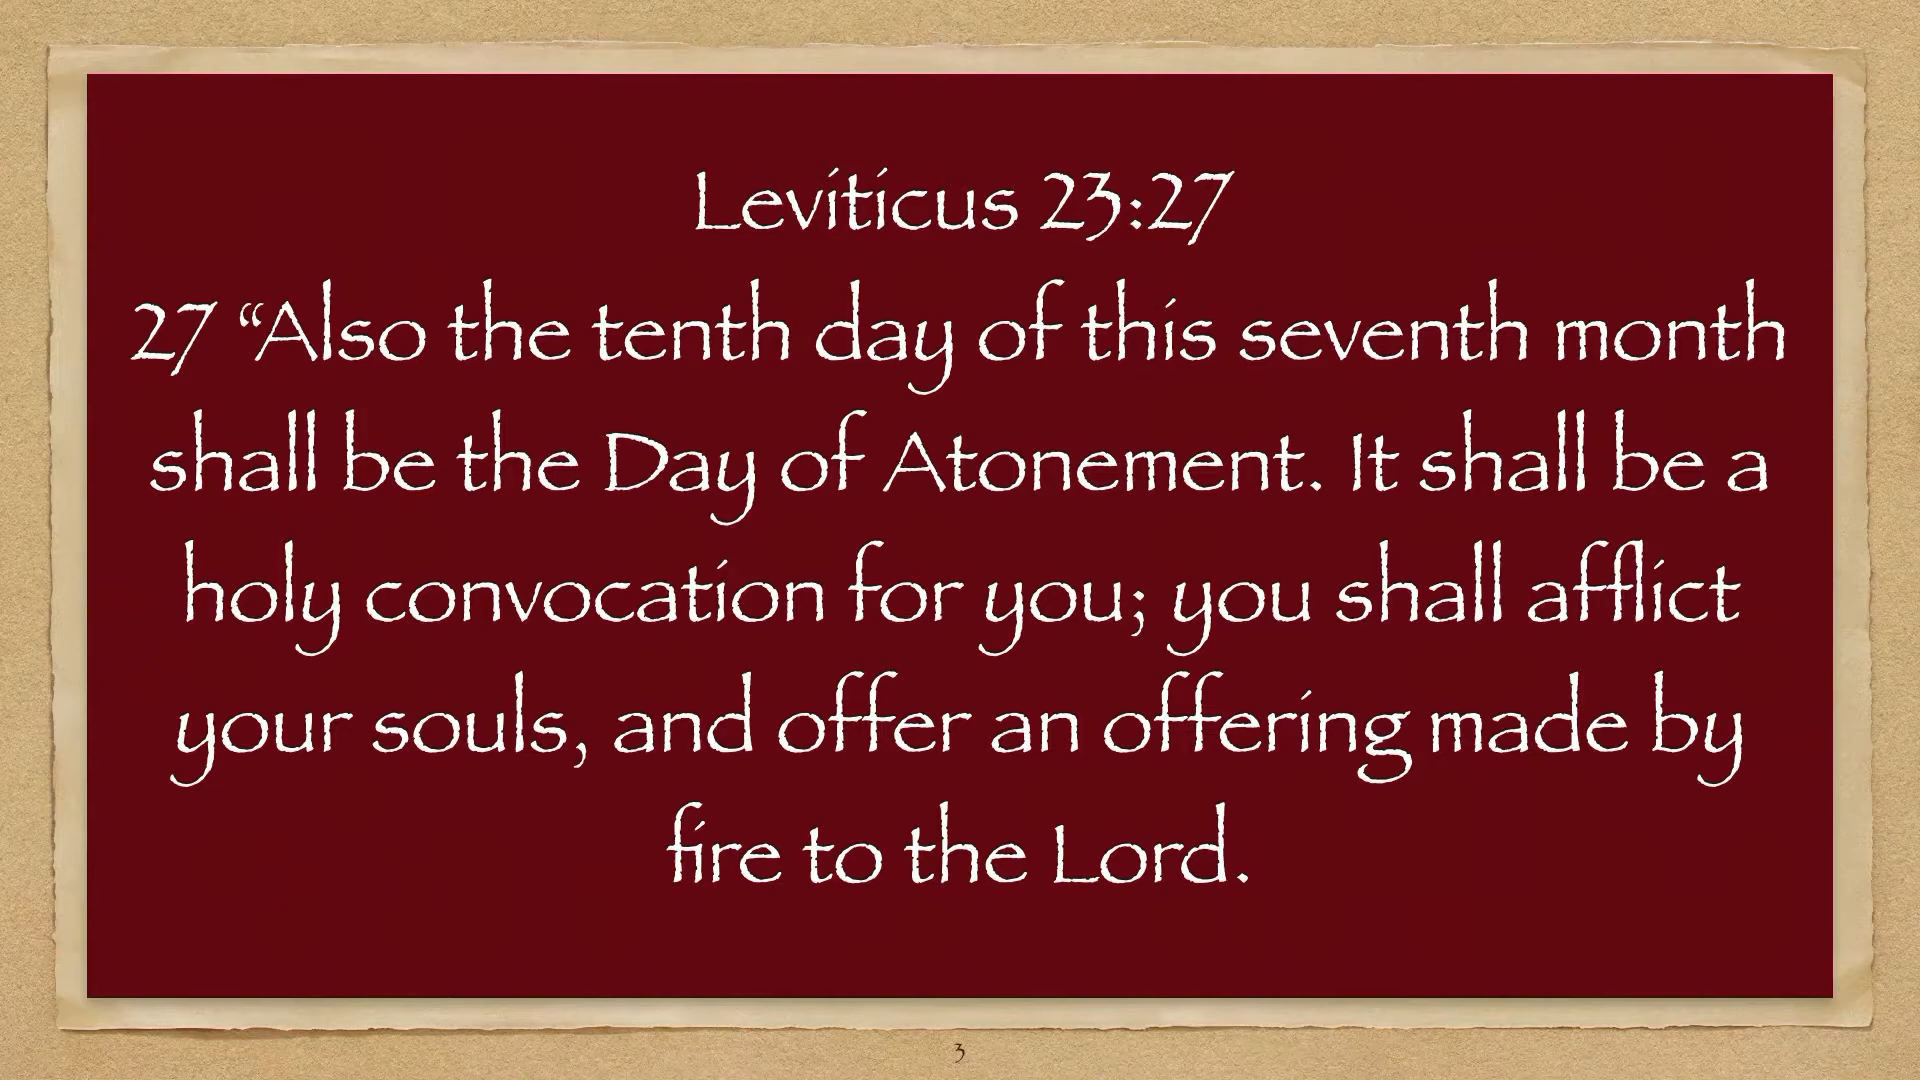 Leviticus 23:27
27 “Also the tenth day of this seventh month
shall be the Day of Atonement. It shall be a
holy convocation for you; you shall afflict
your souls, and offer an offering made by
fire to the Lord.
3